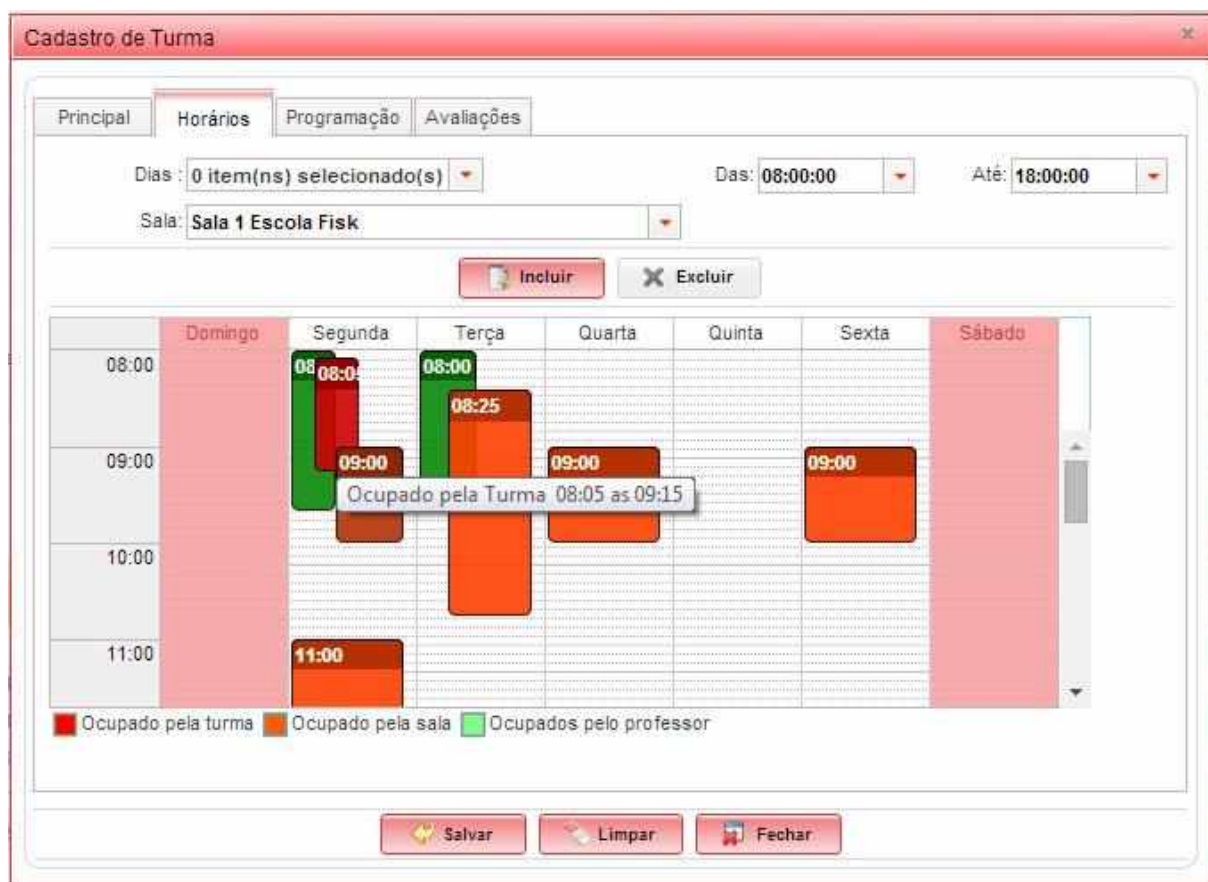 Cadastro de Turma
Principal Horários Programação Avaliações
Dias : 0 item(ns) selecionado(s) Das: 08:00:00 Até: 18:00:00
Sala: Sala 1 Escola Fisk
Incluir Excluir
Domingo Segunda Terça Quarta Quinta Sexta Sábado
08:00 08:05 08:00
08:25
09:00 09:00 09:00 09:00
Ocupado pela Turma 08:05 as 09:15
10:00
11:00 11:00
Ocupado pela turma Ocupado pela sala Ocupados pelo professor
Salvar Limpar Fechar